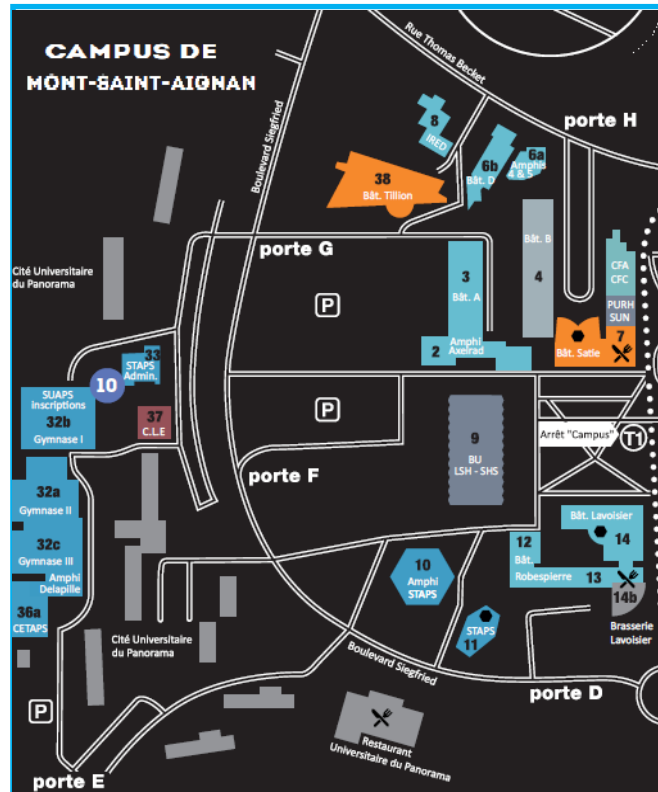 CAMPUS DE
MONT-SAINT-AIGNAN
Rue Thomas Becket
Boulevard Siegfried
porte H
8
IRED
6b
Bât. D
6a
Amphis
4 & 5
38
Bât. Tillion
porte G
Cité Universitaire
du Panorama
P
3
Bât. A
Bât. B
4
CFA
CFC
PURH
SUN
7
Bât. Satie
2
Amphi
Axelrad
33
STAPS
Admin.
10
SUAPS
inscriptions
32b
Gymnase I
37
C.L.E
P
9
BU
LSH - SHS
Arrêt "Campus"
T1
porte F
32a
Gymnase II
32c
Gymnase III
Amphi
Delapille
36a
CETAPS
Bât. Lavoisier
14
12
Bât.
Robespierre
13
14b
Brasserie
Lavoisier
10
Amphi
STAPS
STAPS
11
Cité Universitaire
du Panorama
Boulevard Siegfried
porte D
P
Restaurant
Universitaire du Panorama
porte E